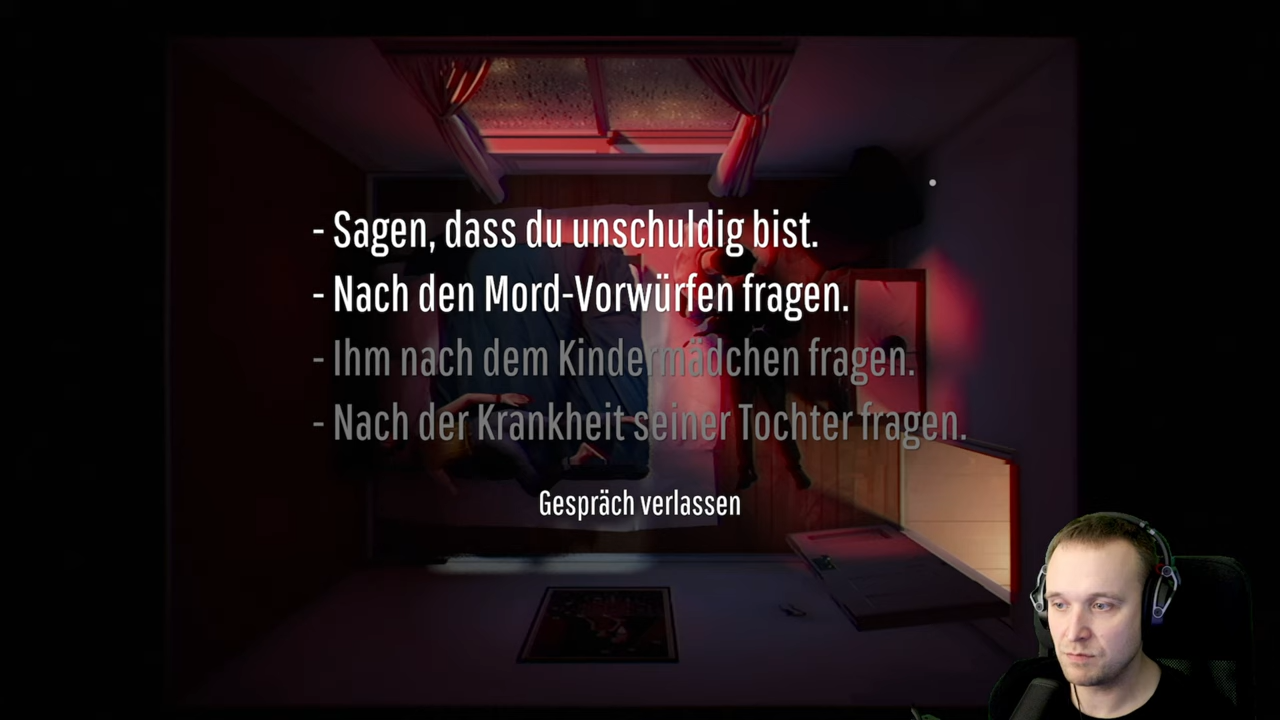 - Sagen, dass du unschuldig bist.
- Nach den Mord-Vorwürfen fragen.
- Ihm nach dem Kindermädchen fragen.
- Nach der Krankheit seiner Tochter fragen.
Gespräch verlassen